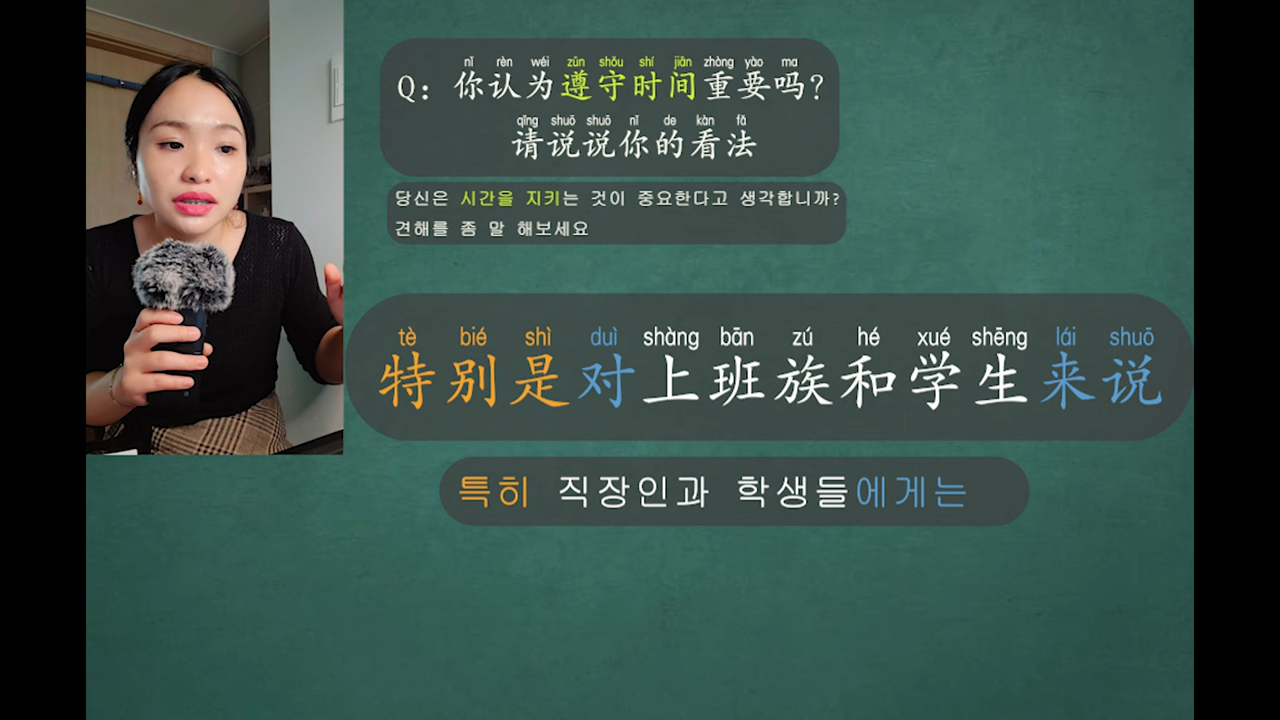 nǐ rèn wéi zūn shǒu shí jiān zhòng yào ma
Q：你认为遵守时间重要吗？
qǐng shuō shuō nǐ de kàn fǎ
请说说你的看法
당신은 시간을 지키는 것이 중요한다고 생각합니까?
견해를 좀 말 해보세요
tè bié shì duì shàng bān zú hé xué shēng lái shuō
特别是对上班族和学生来说
특히 직장인과 학생들에게는